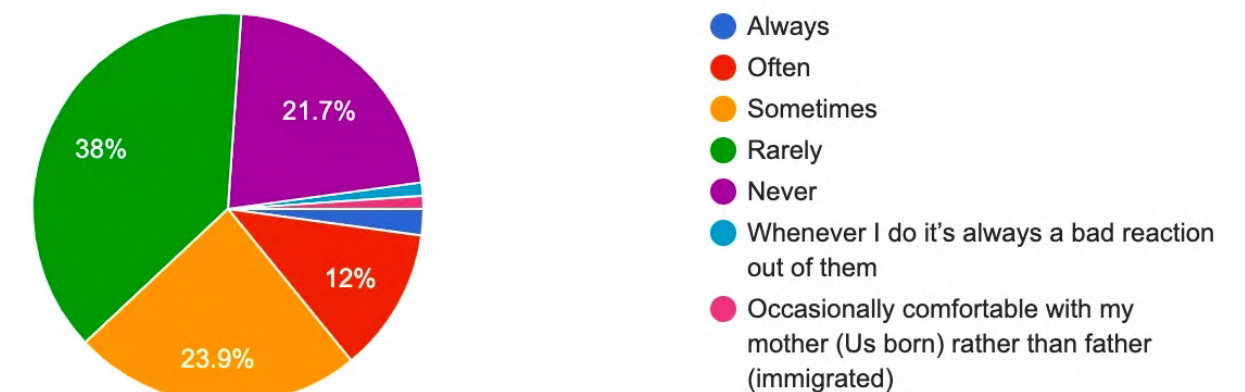 38%
21.7%
12%
23.9%
Always
Often
Sometimes
Rarely
Never
Whenever I do it’s always a bad reaction
out of them
Occasionally comfortable with my
mother (Us born) rather than father
(immigrated)